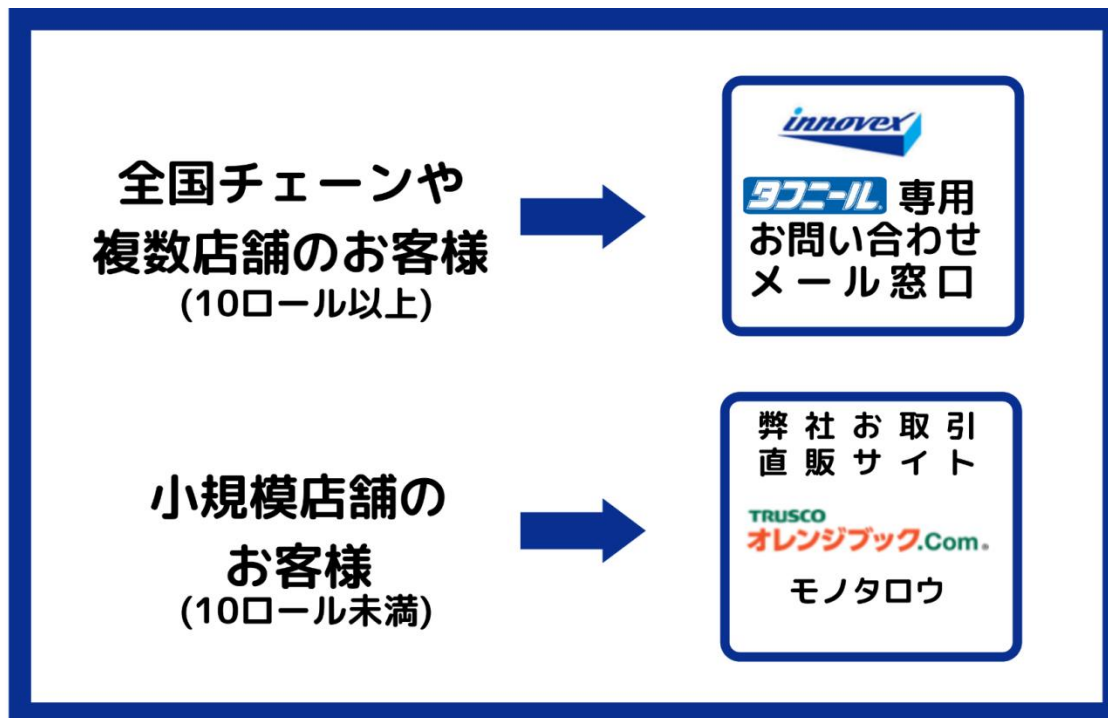 全国チェーンや
複数店舗のお客様
(10ロール以上)
innovex
タフニール® 専用
お問い合わせ
メール窓口
小規模店舗の
お客様
(10ロール未満)
弊社お取引
直販サイト
TRUSCO
オレンジブック.Com®
モノタロウ